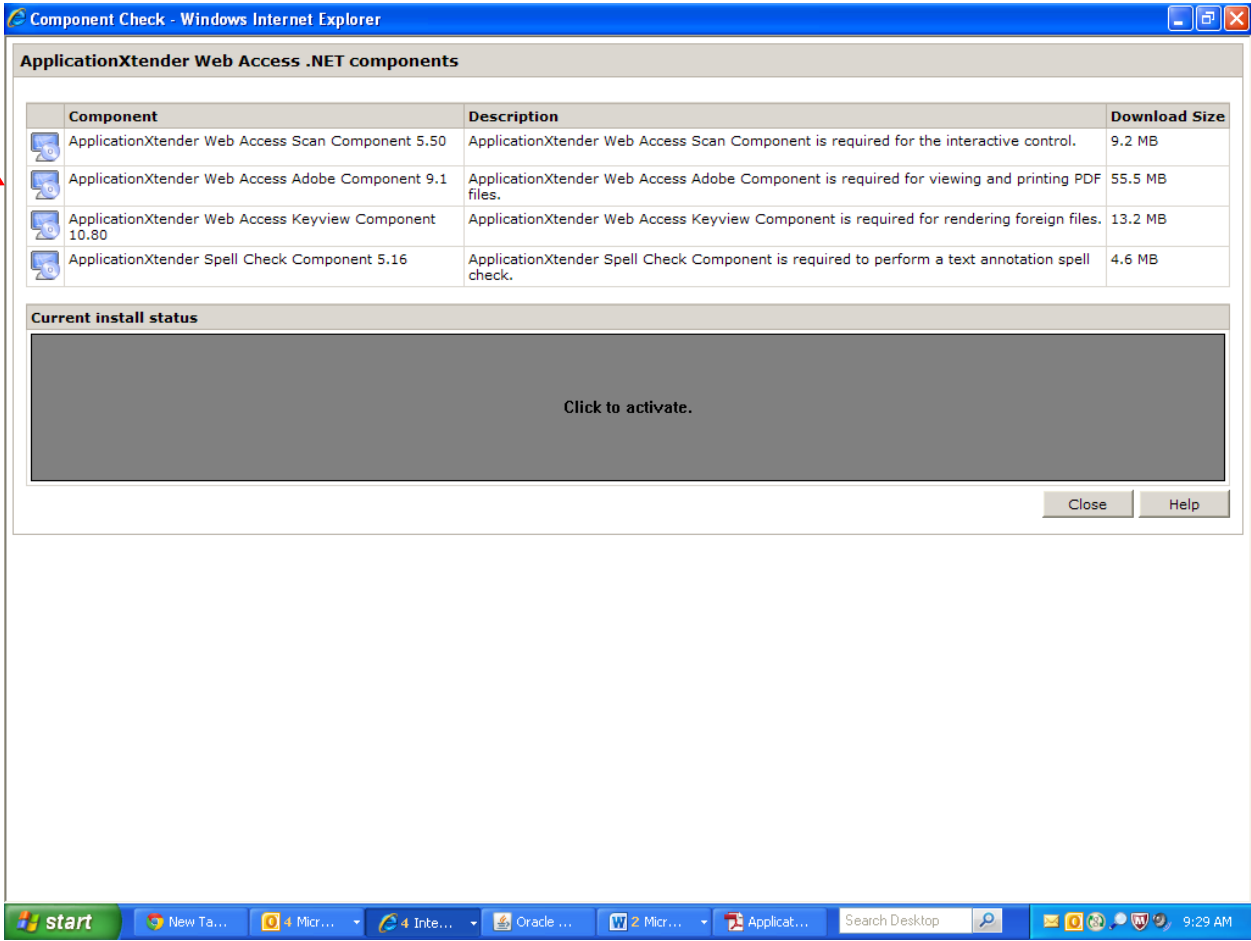 Component Check - Windows Internet Explorer
ApplicationXtender Web Access .NET components
Component Description Download Size
ApplicationXtender Web Access Scan Component 5.50 ApplicationXtender Web Access Scan Component is required for the interactive control. 9.2 MB
ApplicationXtender Web Access Adobe Component 9.1 ApplicationXtender Web Access Adobe Component is required for viewing and printing PDF 55.5 MB
files.
ApplicationXtender Web Access Keyview Component ApplicationXtender Web Access Keyview Component is required for rendering foreign files. 13.2 MB
10.80
ApplicationXtender Spell Check Component 5.16 ApplicationXtender Spell Check Component is required to perform a text annotation spell 4.6 MB
check.
Current install status
Click to activate.
Close Help
start New Ta... 4 Micr... 4 Inte... Oracle ... 2 Micr... Applicat... Search Desktop 9:29 AM